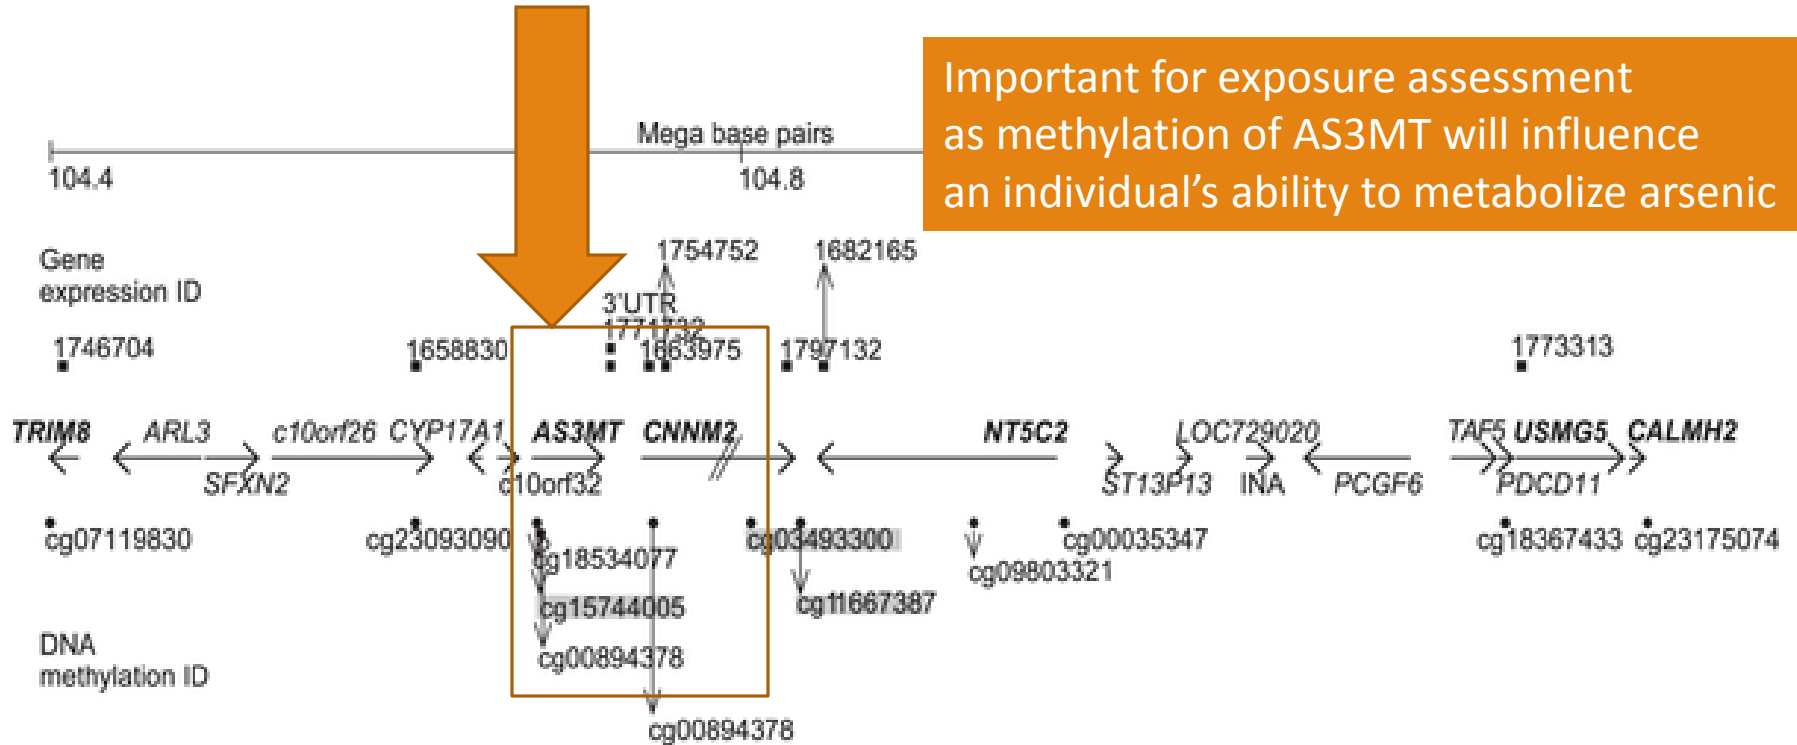 Important for exposure assessment
as methylation of AS3MT will influence
an individual's ability to metabolize arsenic
Mega base pairs
104.4 104.8
Gene
expression ID
1754752 1682165
3'UTR
1771732
1746704 1658830 1663975 1797132 1773313
TRIM8 ARL3 c10orf26 CYP17A1 AS3MT CNNM2 NT5C2 LOC729020 TAF5 USMG5 CALMH2
SFXN2 c10orf32 ST13P13 INA PCGF6 PDCD11
cg07119830 cg23093090 cg03493300 cg00035347 cg18367433 cg23175074
cg18534077 cg09803321
cg15744005 cg11667387
DNA
methylation ID
cg00894378
cg00894378